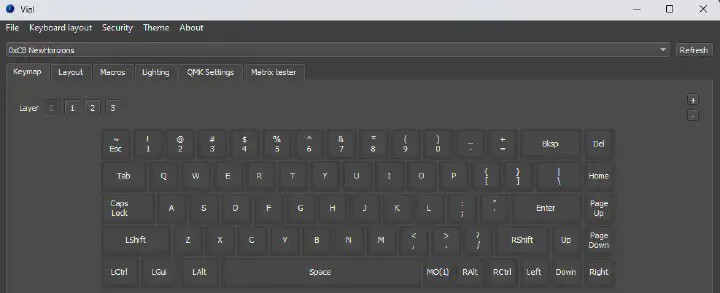 Vial
File Keyboard layout Security Theme About
0xCB NewHorizons Refresh
Keymap Layout Macros Lighting QMK Settings Matrix tester
Layer 0 1 2 3 +
-
~ ! @ # $ % ^ & * ( ) _ +
Esc 1 2 3 4 5 6 7 8 9 0 - = Bksp Del
Tab Q W E R T Y U I O P { } | Home
[ ] \
Caps Lock A S D F G H J K L : " Enter Page Up
; '
LShift Z X C V B N M < > ? RShift Up Page Down
, . /
LCtrl LGui LAlt Space MO(1) RAlt RCtrl Left Down Right